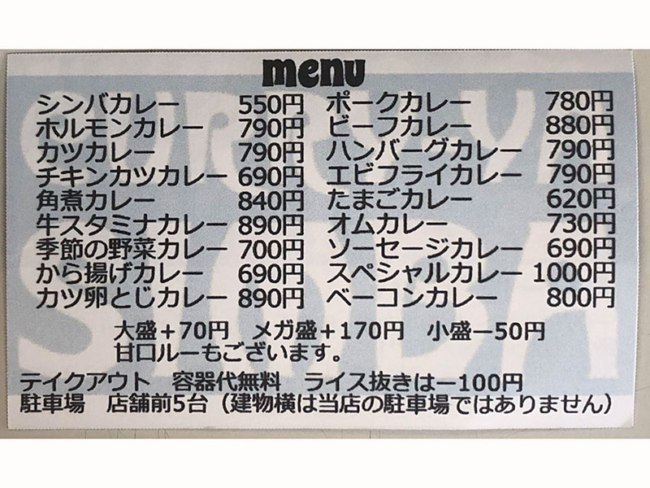 menu
シンバカレー 550円 ポークカレー 780円
ホルモンカレー 790円 ビーフカレー 880円
カツカレー 790円 ハンバーグカレー 790円
チキンカツカレー 690円 エビフライカレー 790円
角煮カレー 840円 たまごカレー 620円
牛スタミナカレー 890円 オムカレー 730円
季節の野菜カレー 700円 ソーセージカレー 690円
から揚げカレー 690円 スペシャルカレー 1000円
カツ卵とじカレー 890円 ベーコンカレー 800円
大盛+70円 メガ盛+170円 小盛ー50円
甘口ルーもございます。
テイクアウト 容器代無料 ライス抜きはー100円
駐車場 店舗前5台(建物横は当店の駐車場ではありません)